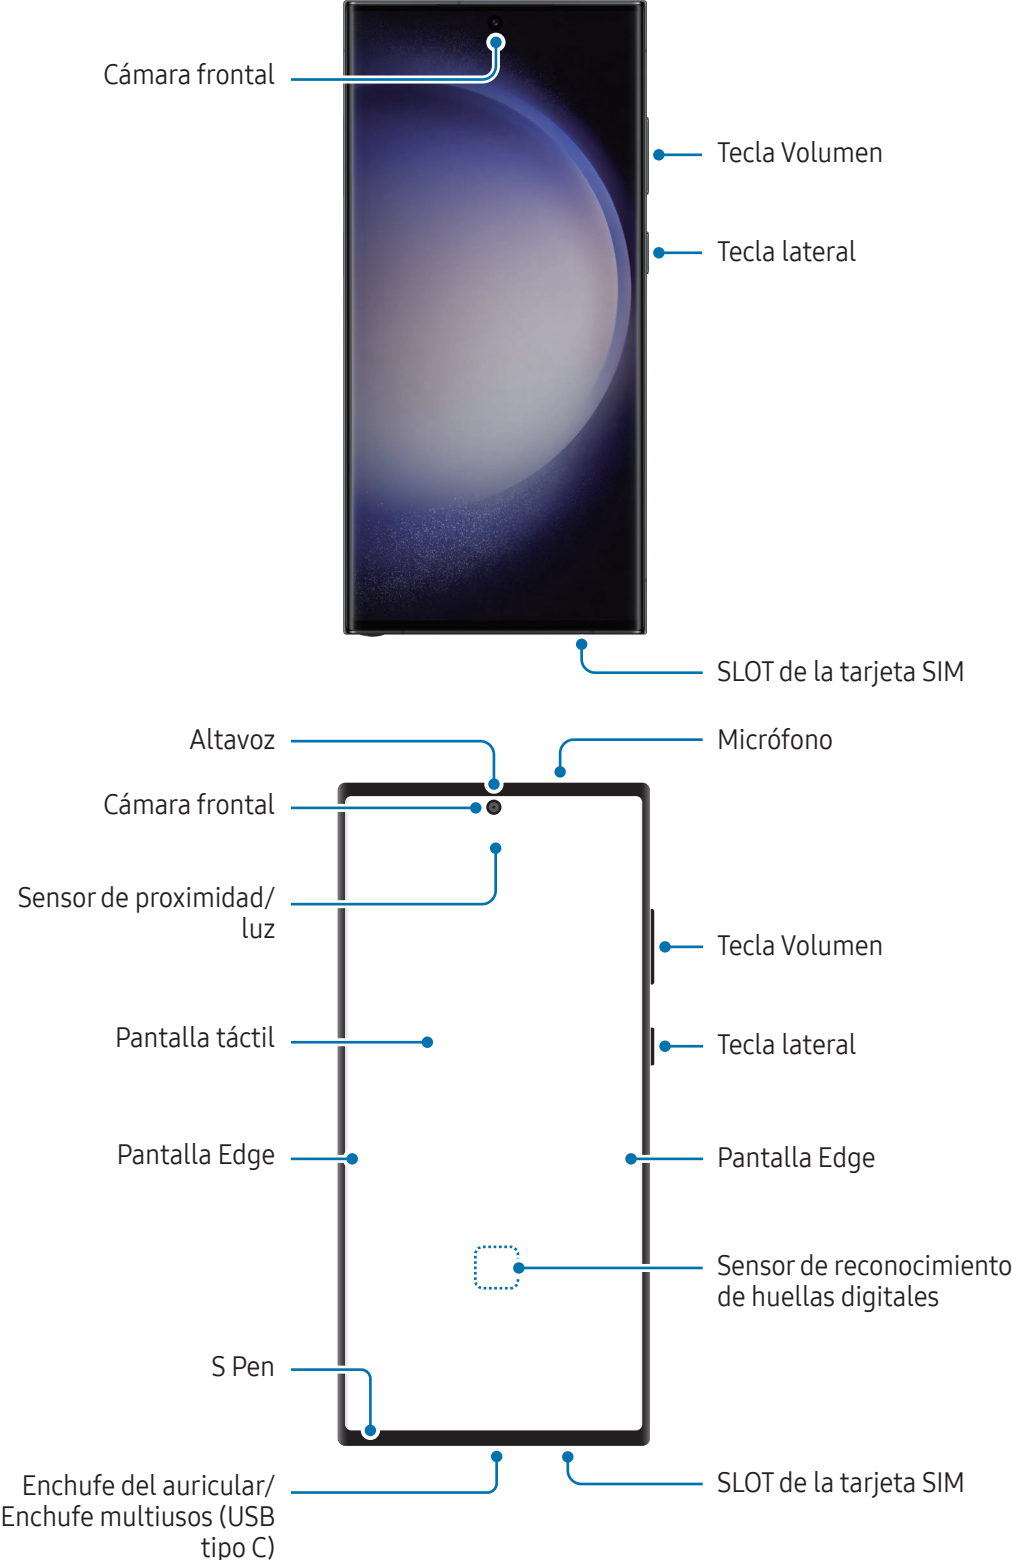 Cámara frontal
Tecla Volumen
Tecla lateral
SLOT de la tarjeta SIM
Altavoz
Micrófono
Cámara frontal
Sensor de proximidad/
luz
Tecla Volumen
Pantalla táctil
Tecla lateral
Pantalla Edge
Pantalla Edge
Sensor de reconocimiento
de huellas digitales
S Pen
Enchufe del auricular/
Enchufe multiusos (USB
tipo C)
SLOT de la tarjeta SIM